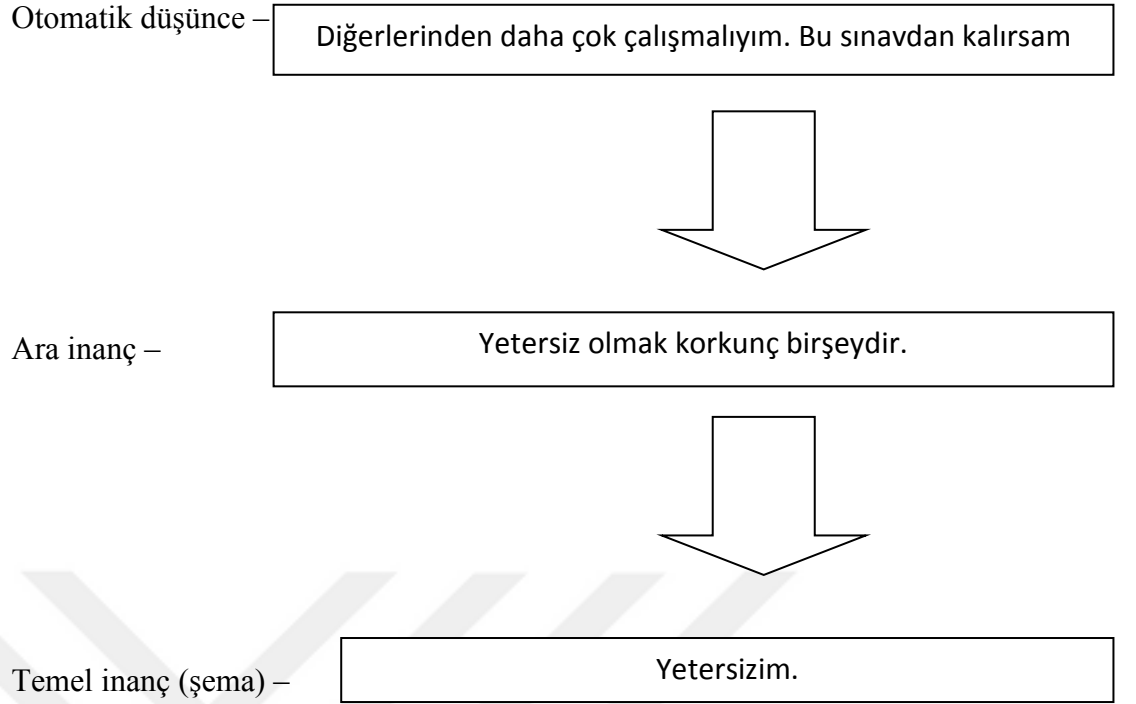 Otomatik düşünce –
Diğerlerinden daha çok çalışmalıyım. Bu sınavdan kalırsam
Ara inanç –
Yetersiz olmak korkunç birşeydir.
Temel inanç (şema) –
Yetersizim.